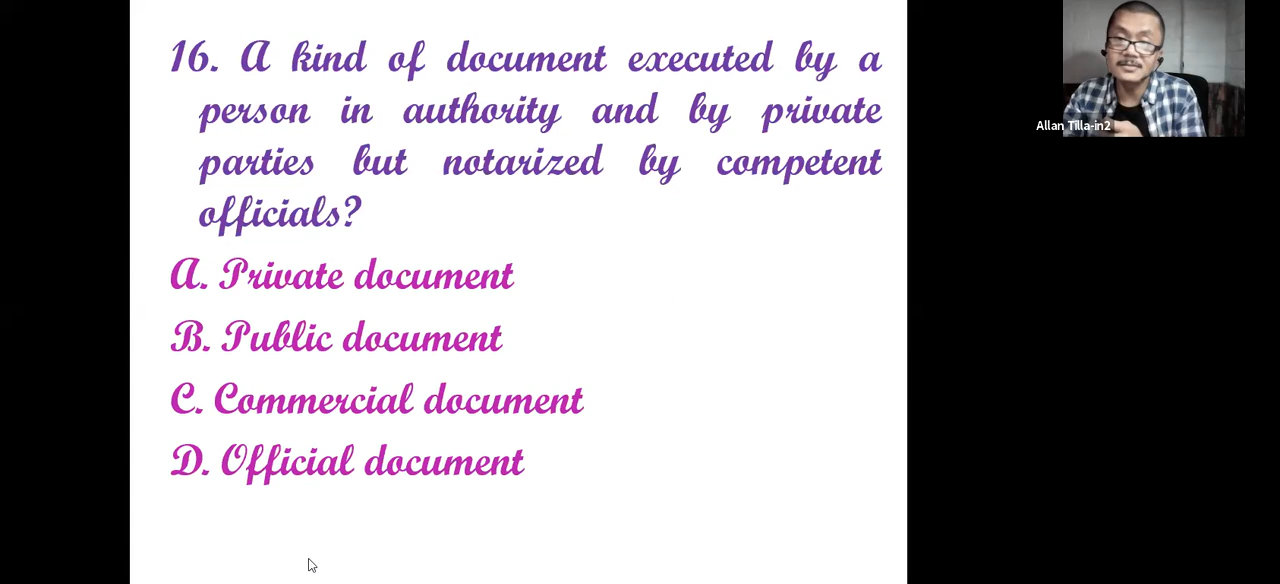 16. A kind of document executed by a
person in authority and by private
parties but notarized by competent
officials?
A. Private document
B. Public document
C. Commercial document
D. Official document
Allan Tilla-in2